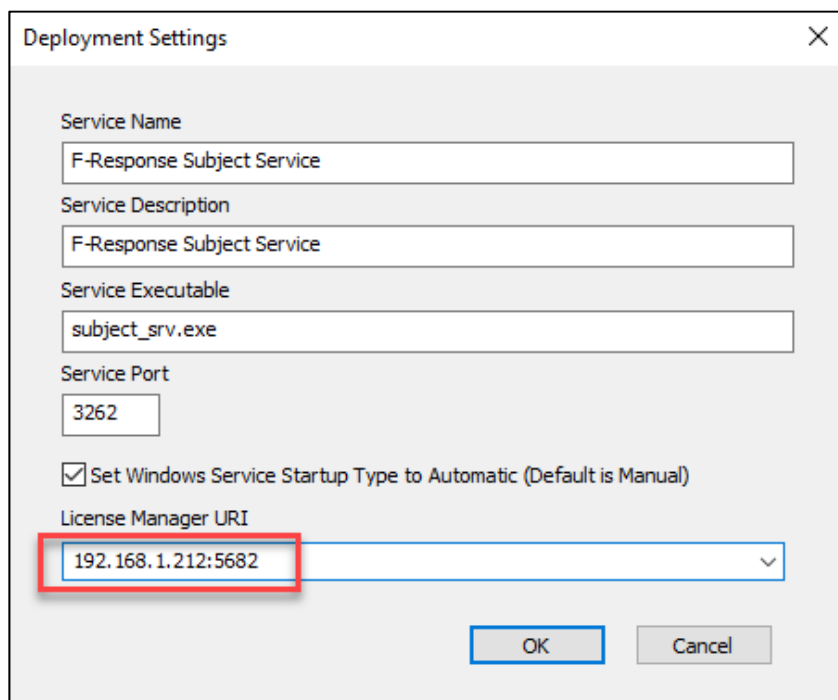 Deployment Settings
Service Name
F-Response Subject Service
Service Description
F-Response Subject Service
Service Executable
subject_srv.exe
Service Port
3262
Set Windows Service Startup Type to Automatic (Default is Manual)
License Manager URI
192.168.1.212:5682
OK
Cancel